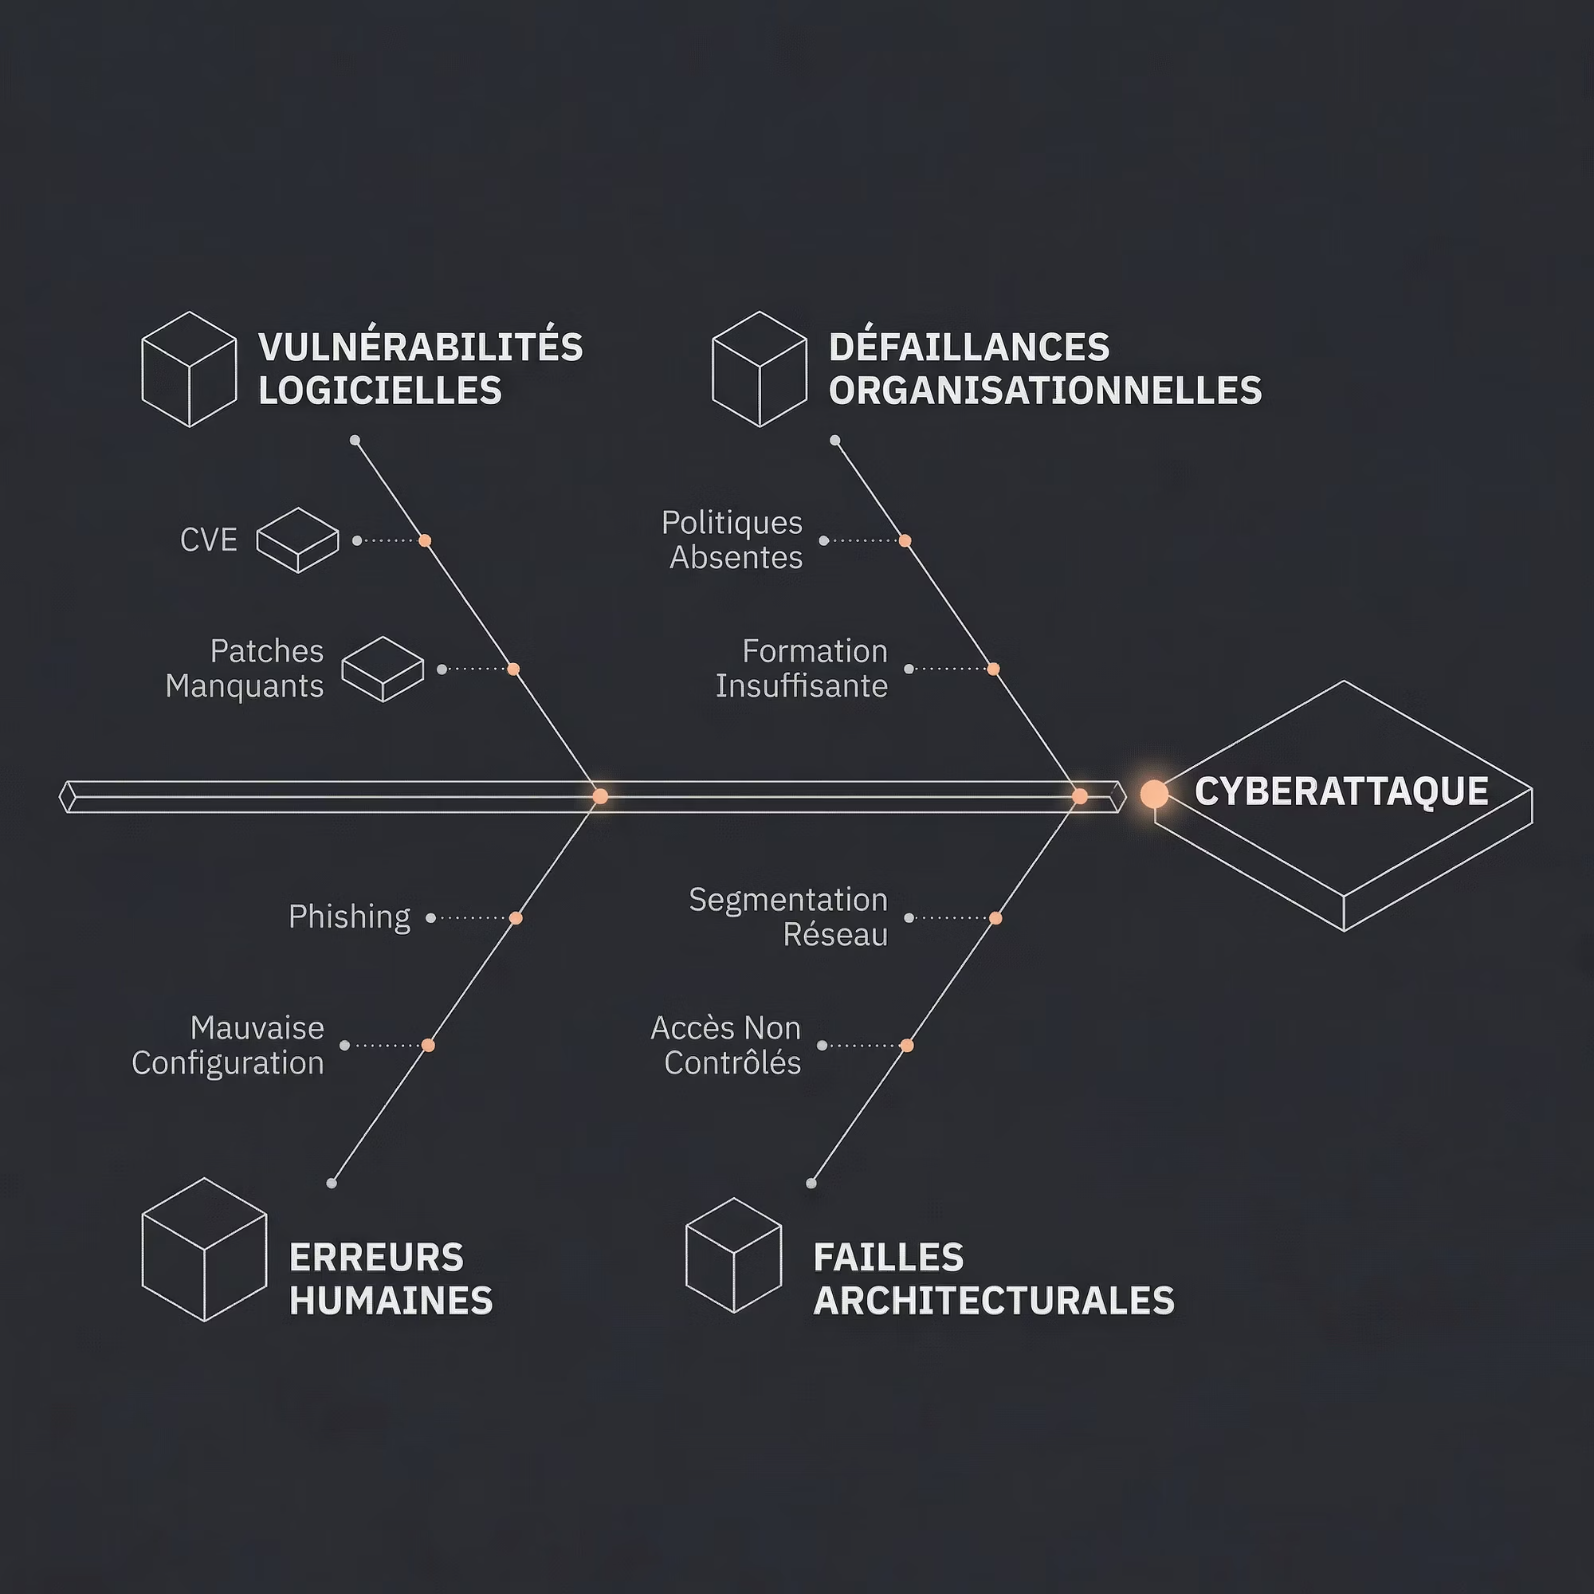 VULNÉRABILITÉS
LOGICIELLES
DÉFAILLANCES
ORGANISATIONNELLES
CVE
Politiques
Absentes
Patches
Manquants
Formation
Insuffisante
CYBERATTAQUE
Phishing
Segmentation
Réseau
Mauvaise
Configuration
Accès Non
Contrôlés
ERREURS
HUMAINES
FAILLES
ARCHITECTURALES